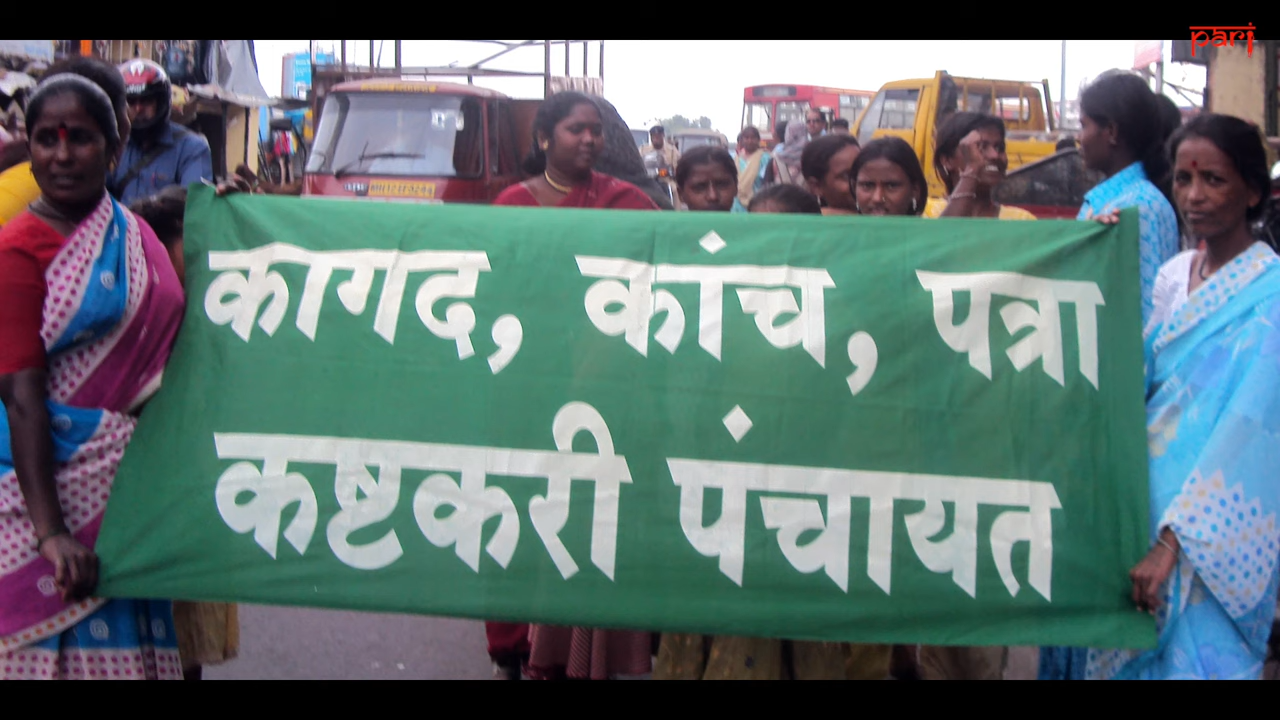 pari
कागद, कांच, पत्रा
कष्टकरी पंचायत